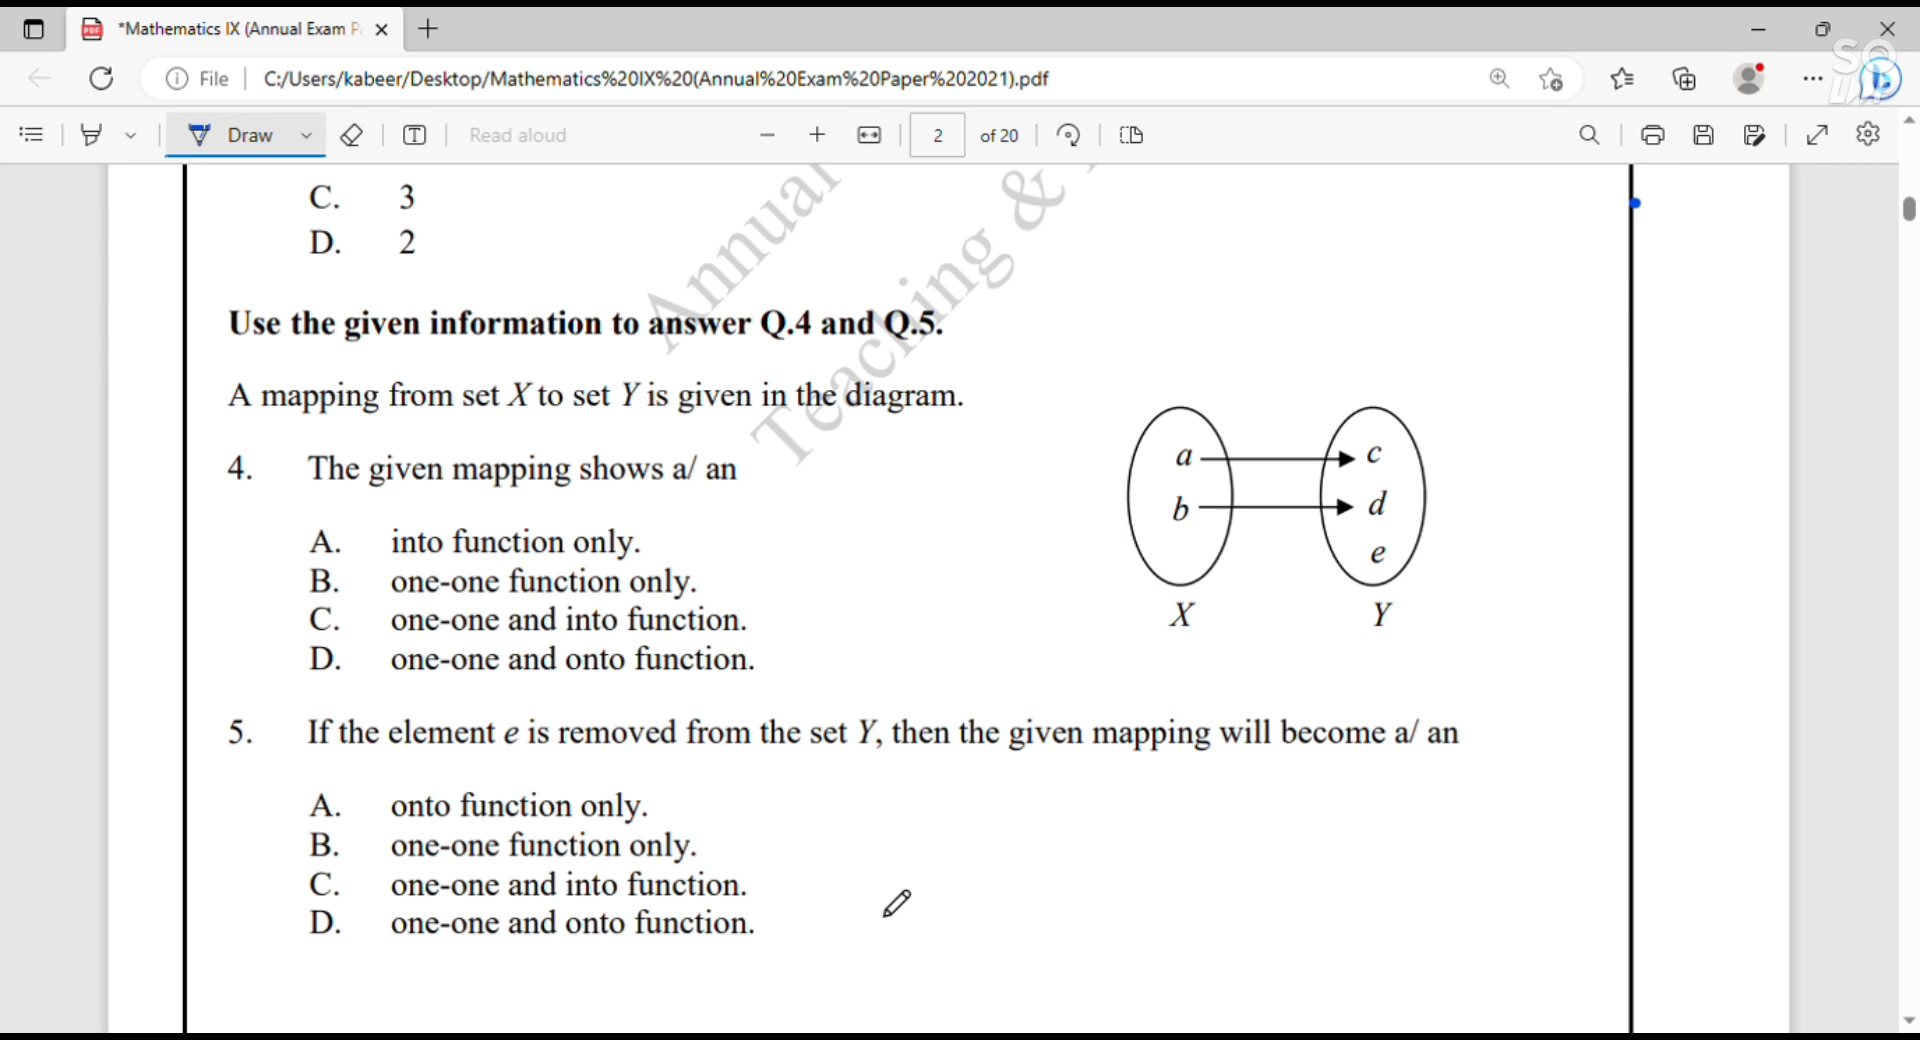 *Mathematics IX (Annual Exam P
File C:/Users/kabeer/Desktop/Mathematics%20IX%20(Annual%20Exam%20Paper%202021).pdf
Draw Read aloud 2 of 20
C. 3
D. 2
Annual
Teaching &
Use the given information to answer Q.4 and Q.5.
A mapping from set X to set Y is given in the diagram.
4. The given mapping shows a/ an
A. into function only.
B. one-one function only.
C. one-one and into function.
D. one-one and onto function.
a c
b d
e
X Y
5. If the element e is removed from the set Y, then the given mapping will become a/ an
A. onto function only.
B. one-one function only.
C. one-one and into function.
D. one-one and onto function.